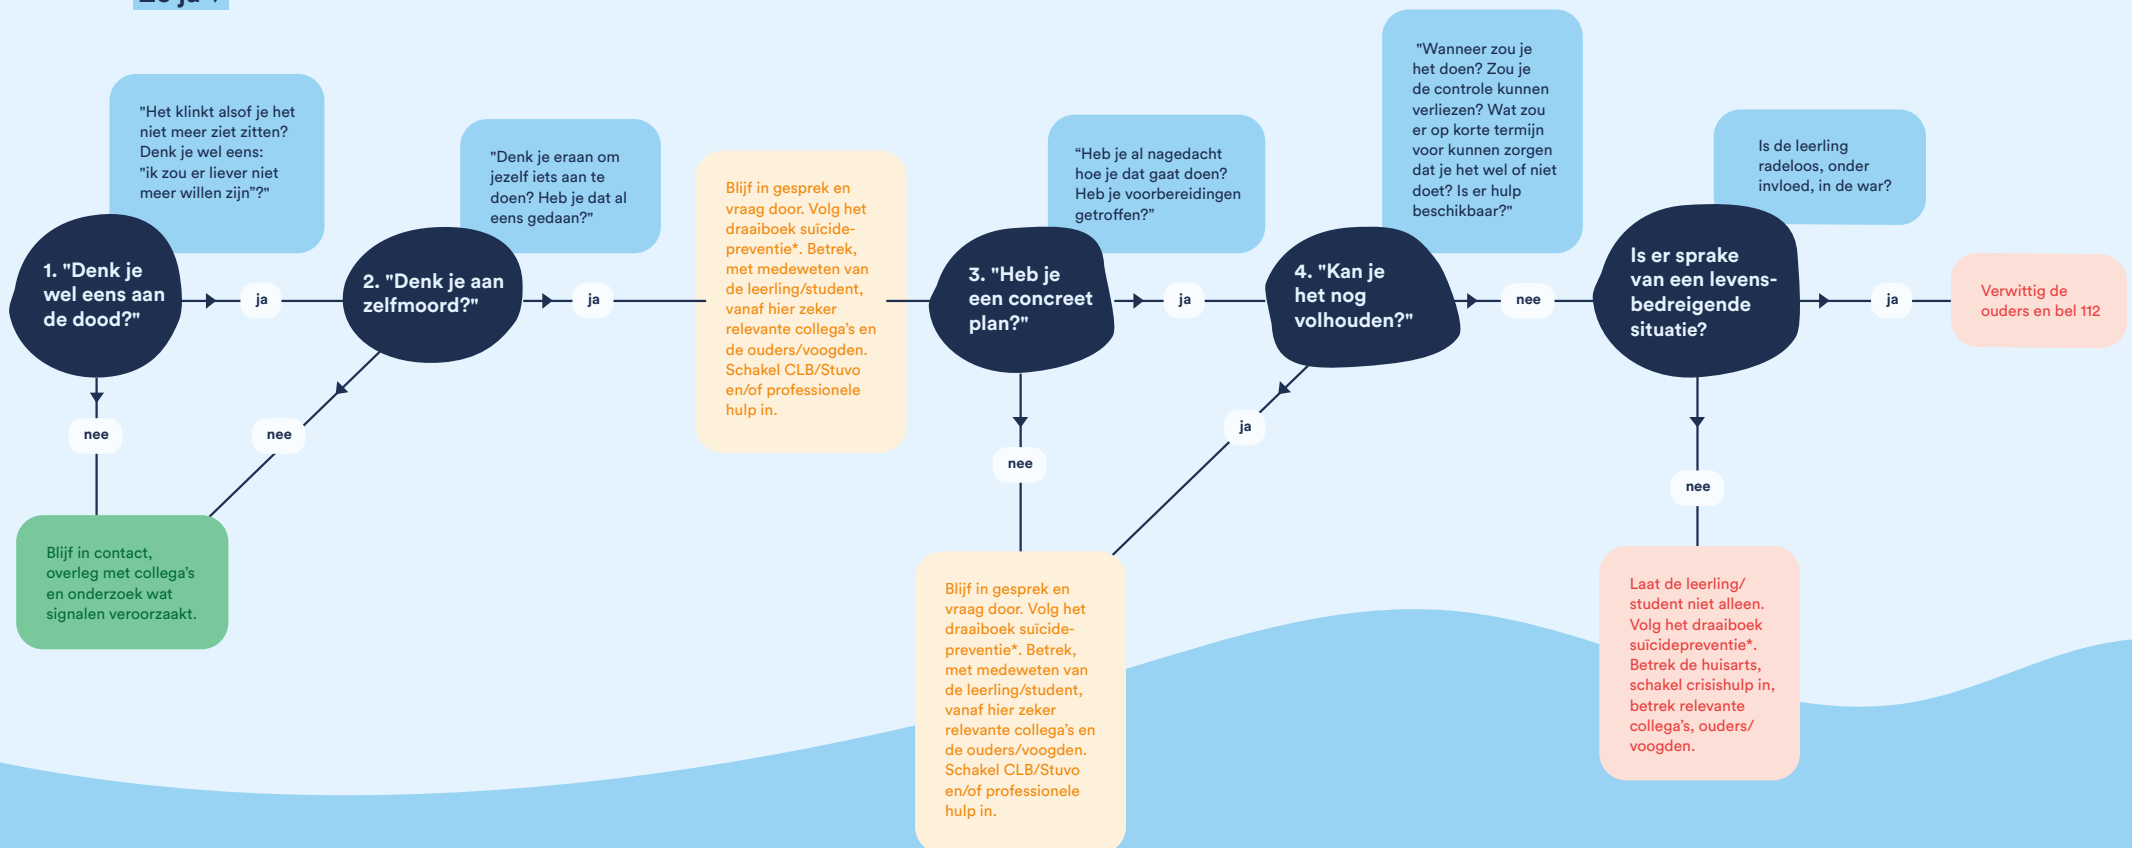 Zo ja
"Het klinkt alsof je het
niet meer ziet zitten?
Denk je wel eens:
"ik zou er liever niet
meer willen zijn”?"
1. "Denk je
wel eens aan
de dood?"
ja
nee
Blijf in contact,
overleg met collega’s
en onderzoek wat
signalen veroorzaakt.
"Denk je eraan om
jezelf iets aan te
doen? Heb je dat al
eens gedaan?"
2. "Denk je aan
zelfmoord?"
ja
nee
Blijf in gesprek en
vraag door. Volg het
draaiboek suïcide-
preventie*. Betrek,
met medeweten van
de leerling/student,
vanaf hier zeker
relevante collega’s en
de ouders/voogden.
Schakel CLB/Stuvo
en/of professionele
hulp in.
“Heb je al nagedacht
hoe je dat gaat doen?
Heb je voorbereidingen
getroffen?”
3. "Heb je
een concreet
plan?"
ja
nee
Blijf in gesprek en
vraag door. Volg het
draaiboek suïcide-
preventie*. Betrek,
met medeweten van
de leerling/student,
vanaf hier zeker
relevante collega’s en
de ouders/voogden.
Schakel CLB/Stuvo
en/of professionele
hulp in.
"Wanneer zou je
het doen? Zou je
de controle kunnen
verliezen? Wat zou
er op korte termijn
voor kunnen zorgen
dat je het wel of niet
doet? Is er hulp
beschikbaar?"
4. "Kan je
het nog
volhouden?"
nee
ja
Is de leerling
radeloos, onder
invloed, in de war?
Is er sprake
van een levens-
bedreigende
situatie?
ja
Verwittig de
ouders en bel 112
nee
Laat de leerling/
student niet alleen.
Volg het draaiboek
suïcidepreventie*.
Betrek de huisarts,
schakel crisishulp in,
betrek relevante
collega’s, ouders/
voogden.